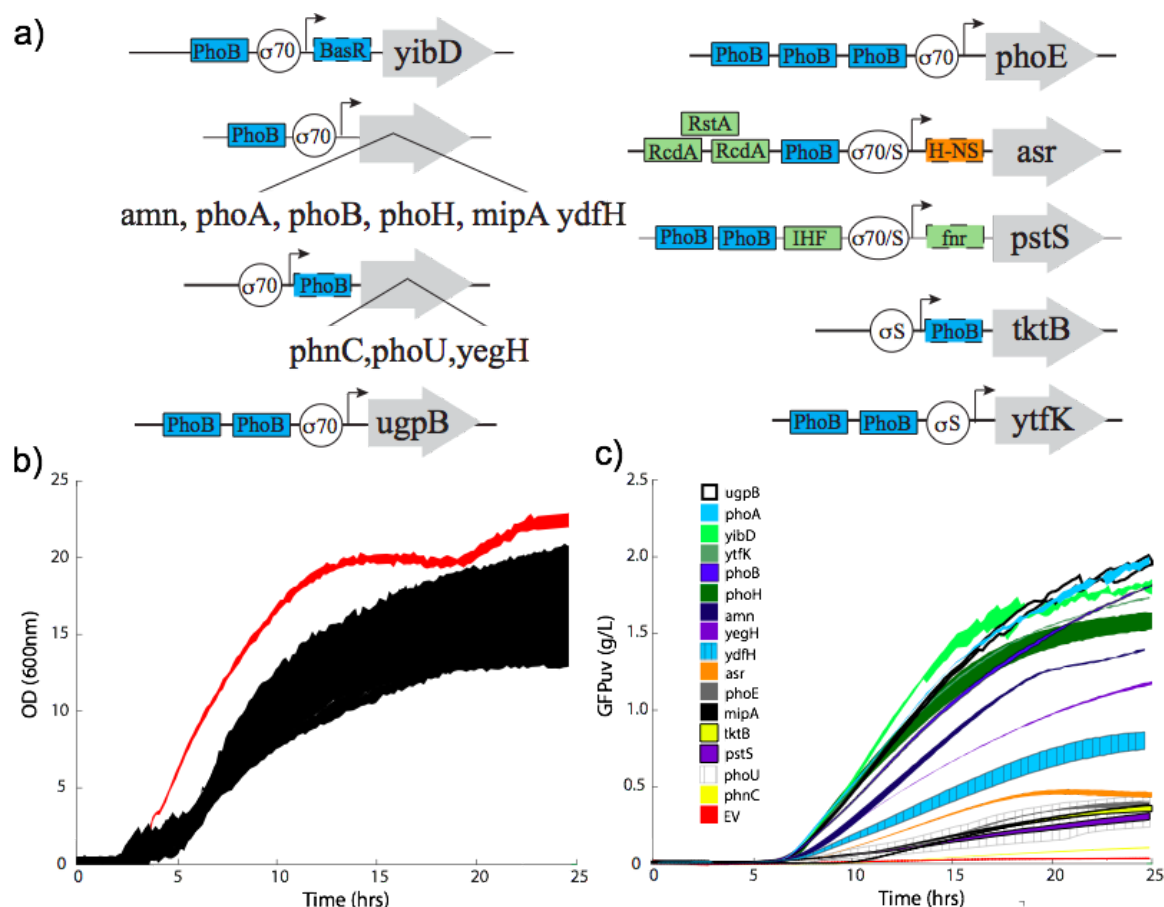 a)
PhoB σ70 BasR yibD
PhoB σ70
amn, phoA, phoB, phoH, mipA ydfH
σ70 PhoB
phnC,phoU,yegH
PhoB PhoB σ70 ugpB
PhoB PhoB PhoB σ70 phoE
RstA
RcdA RcdA PhoB σ70/S H-NS asr
PhoB PhoB IHF σ70/S fnr pstS
σS PhoB tktB
PhoB PhoB σS ytfK
b)
25
20
15
10
5
0
OD (600nm)
0 5 10 15 20 25
Time (hrs)
c)
2.5
2.0
1.5
1.0
0.5
0
GFPuv (g/L)
ugpB
phoA
yibD
ytfK
phoB
phoH
amn
yegH
ydfH
asr
phoE
mipA
tktB
pstS
phoU
phnC
EV
0 5 10 15 20 25
Time (hrs)